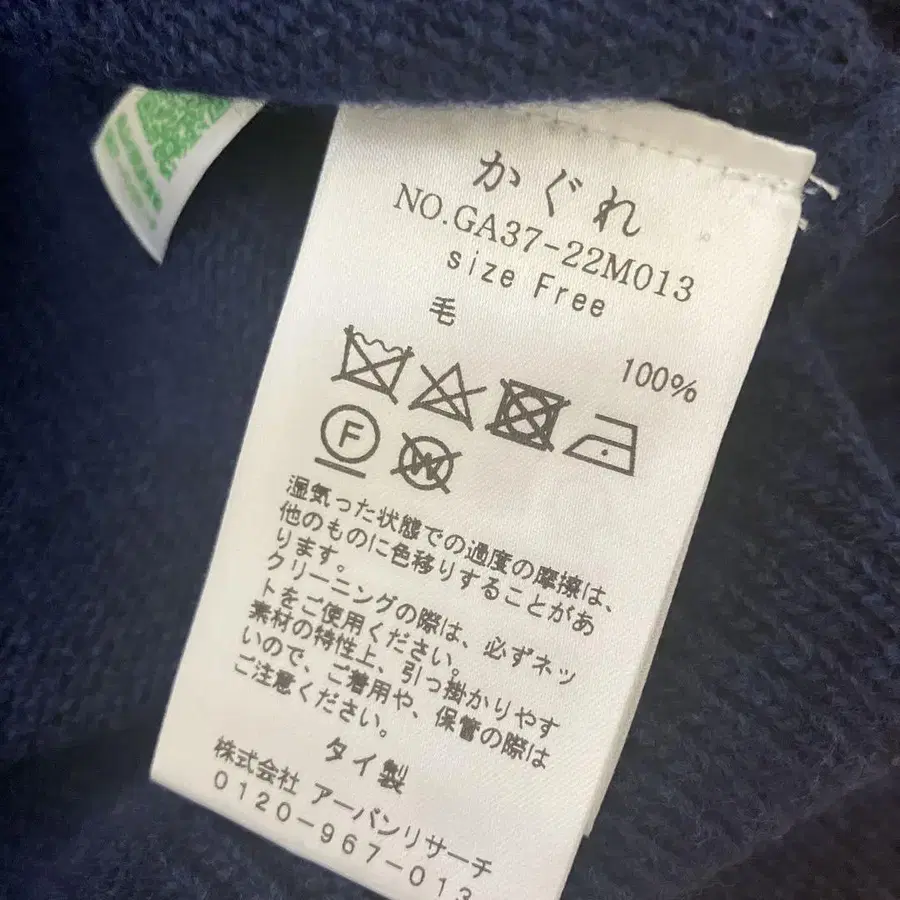 かぐれ
NO.GA37-22M013
size Free
毛 100%
F
W
湿気った状態での過度の摩擦は、
他のものに色移りすることがあ
ります。
クリーニングの際は、必ずネッ
トをご使用ください。
素材の特性上、引っ掛かりやす
いので、ご着用や、保管の際は
ご注意ください。
タイ製
株式会社 アーバンリサーチ
0120-967-013